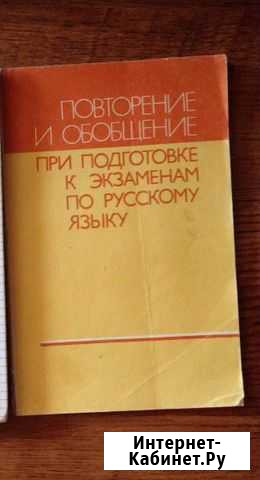 ПОВТОРЕНИЕ
И ОБОБЩЕНИЕ
ПРИ ПОДГОТОВКЕ
К ЭКЗАМЕНАМ
ПО РУССКОМУ
ЯЗЫКУ
Интернет-
Кабинет.Ру